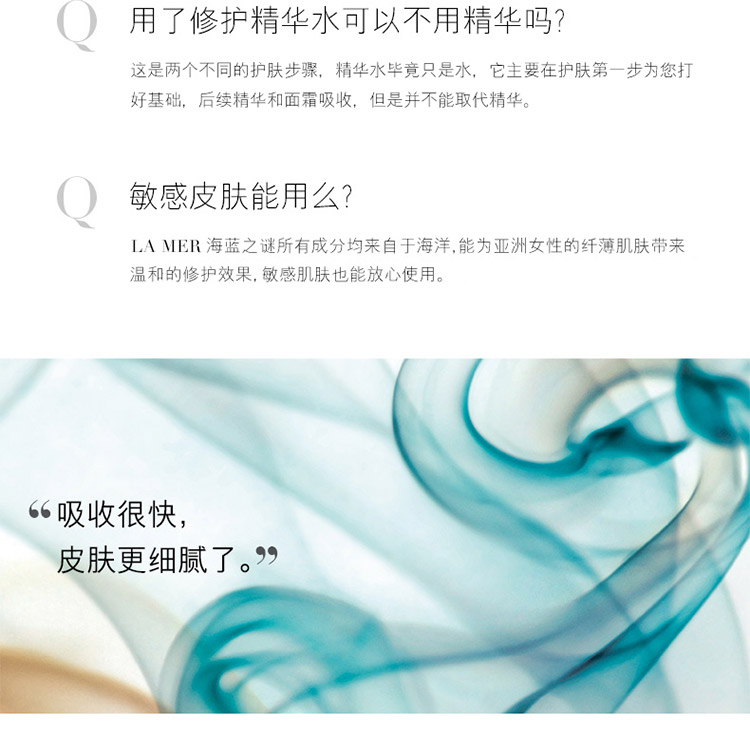 Q 用了修护精华水可以不用精华吗?
这是两个不同的护肤步骤，精华水毕竟只是水，它主要在护肤第一步为您打
好基础，后续精华和面霜吸收，但是并不能取代精华。
Q 敏感皮肤能用么?
LA MER 海蓝之谜所有成分均来自于海洋,能为亚洲女性的纤薄肌肤带来
温和的修护效果,敏感肌肤也能放心使用。
“吸收很快，
皮肤更细腻了。”